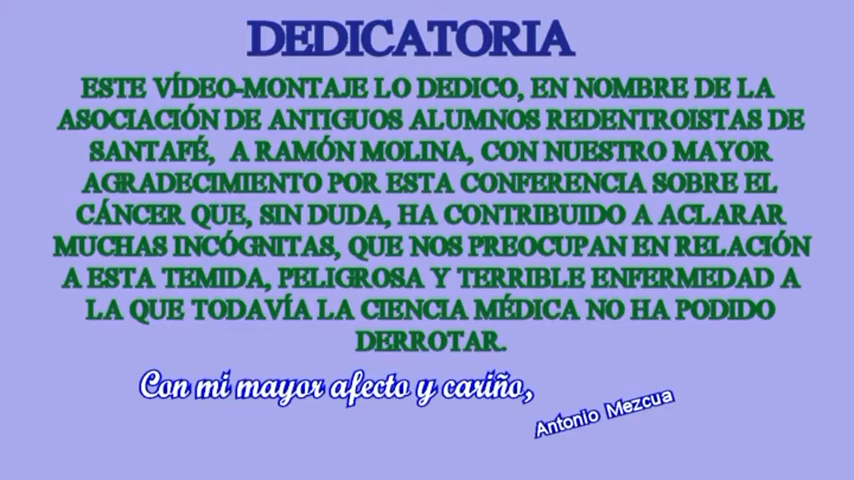 DEDICATORIA
ESTE VÍDEO-MONTAJE LO DEDICO, EN NOMBRE DE LA
ASOCIACIÓN DE ANTIGUOS ALUMNOS REDENTROISTAS DE
SANTAFÉ, A RAMÓN MOLINA, CON NUESTRO MAYOR
AGRADECIMIENTO POR ESTA CONFERENCIA SOBRE EL
CÁNCER QUE, SIN DUDA, HA CONTRIBUIDO A ACLARAR
MUCHAS INCÓGNITAS, QUE NOS PREOCUPAN EN RELACIÓN
A ESTA TEMIDA, PELIGROSA Y TERRIBLE ENFERMEDAD A
LA QUE TODAVÍA LA CIENCIA MÉDICA NO HA PODIDO
DERROTAR.
Con mi mayor afecto y cariño,
Antonio Mezcua